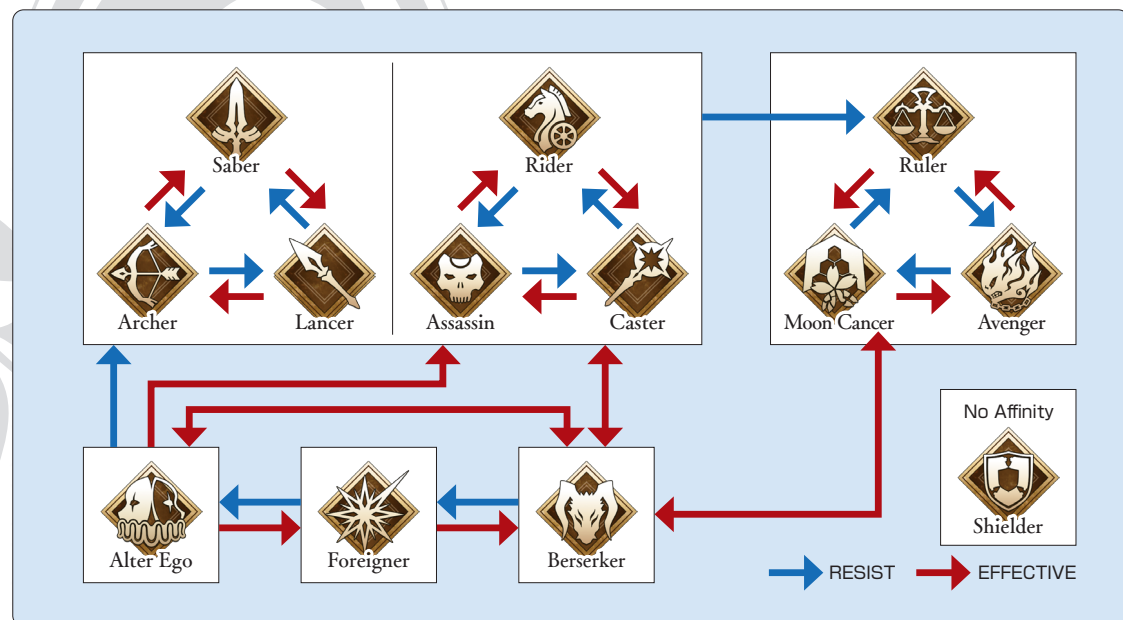 Saber
Rider
Ruler
Archer
Lancer
Assassin
Caster
Moon Cancer
Avenger
No Affinity
Shielder
Alter Ego
Foreigner
Berserker
RESIST
EFFECTIVE